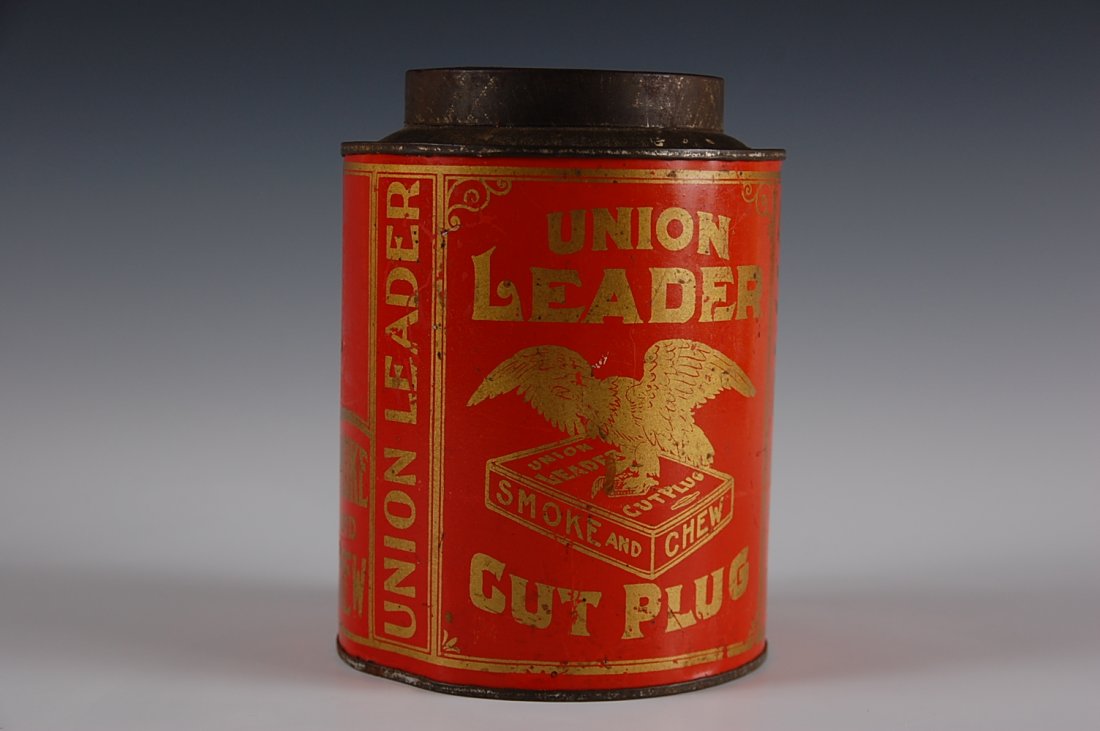 UNION LEADER
UNION
LEADER
UNION
LEADER
CUT PLUG
SMOKE AND CHEW
CUT PLUG